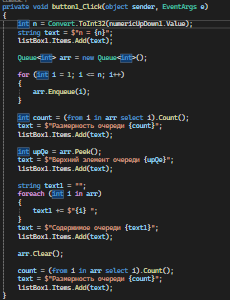 private void button1_Click(object sender, EventArgs e)
{
int n = Convert.ToInt32(numericUpDown1.Value);
string text = $"n = {n}";
listBox1.Items.Add(text);
Queue<int> arr = new Queue<int>();
for (int i = 1; i <= n; i++)
{
arr.Enqueue(i);
}
int count = (from i in arr select i).Count();
text = $"Размерность очереди {count}";
listBox1.Items.Add(text);
int upQe = arr.Peek();
text = $"Верхний элемент очереди {upQe}";
listBox1.Items.Add(text);
string text1 = "";
foreach (int i in arr)
{
text1 += $"{i} ";
}
text = $"Содержимое очереди {text1}";
listBox1.Items.Add(text);
arr.Clear();
count = (from i in arr select i).Count();
text = $"Размерность очереди {count}";
listBox1.Items.Add(text);
}